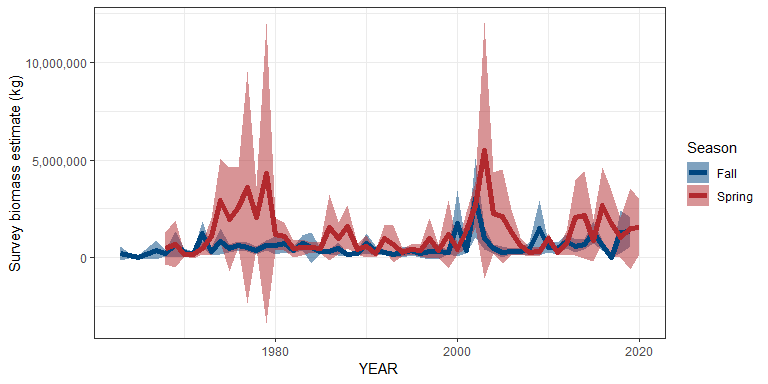 Survey biomass estimate (kg)
10,000,000
5,000,000
0
1980
2000
2020
YEAR
Season
Fall
Spring